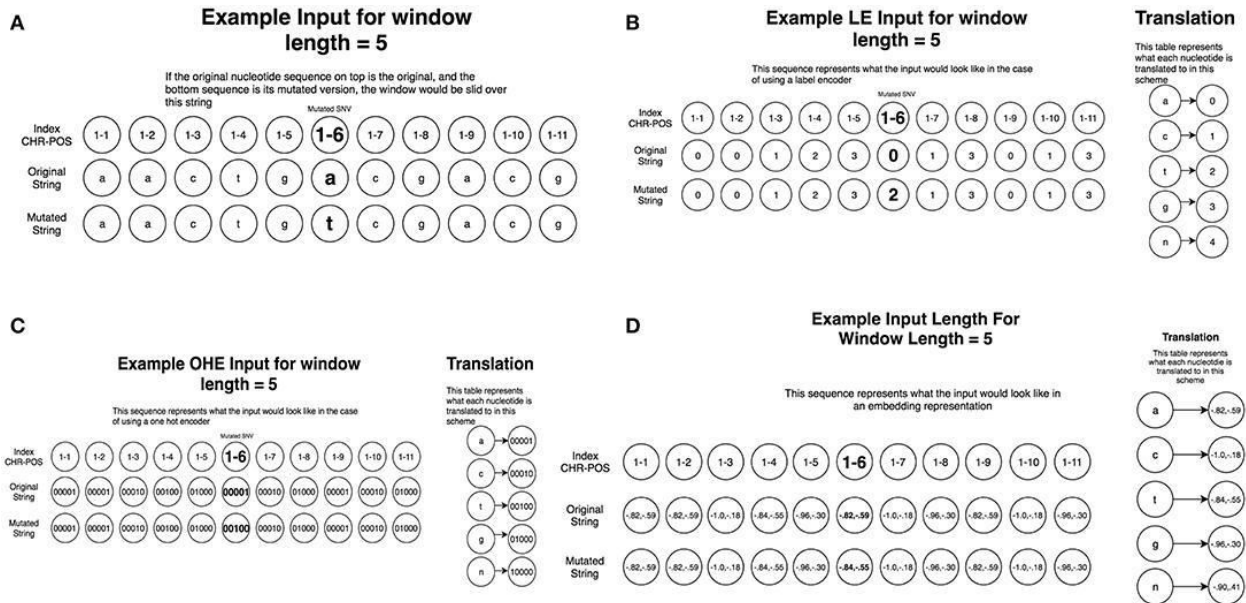 A
Example Input for window
length = 5
If the original nucleotide sequence on top is the original, and the
bottom sequence is its mutated version, the window would be slid over
this string
Mutated SNV
Index
CHR-POS
1-1 1-2 1-3 1-4 1-5 1-6 1-7 1-8 1-9 1-10 1-11
Original
String
a a c t g a c g a c g
Mutated
String
a a c t g t c g a c g
B
Example LE Input for window
length = 5
This sequence represents what the input would look like in the case
of using a label encoder
Mutated SNV
Index
CHR-POS
1-1 1-2 1-3 1-4 1-5 1-6 1-7 1-8 1-9 1-10 1-11
Original
String
0 0 1 2 3 0 1 3 0 1 3
Mutated
String
0 0 1 2 3 2 1 3 0 1 3
Translation
This table represents
what each nucleotide is
translated to in this
scheme
a 0
c 1
t 2
g 3
n 4
C
Example OHE Input for window
length = 5
This sequence represents what the input would look like in the case
of using a one hot encoder
Mutated SNV
Index
CHR-POS
1-1 1-2 1-3 1-4 1-5 1-6 1-7 1-8 1-9 1-10 1-11
Original
String
00001 00001 00010 00100 01000 00001 00010 01000 00001 00010 01000
Mutated
String
00001 00001 00010 00100 01000 00100 00010 01000 00001 00010 01000
Translation
This table represents
what each nucleotide is
translated to in this
scheme
a 00001
c 00010
t 00100
g 01000
n 10000
D
Example Input Length For
Window Length = 5
This sequence represents what the input would look like in
an embedding representation
Index
CHR-POS
1-1 1-2 1-3 1-4 1-5 1-6 1-7 1-8 1-9 1-10 1-11
Original
String
-.82,-.59 -.82,-.59 -1.0,-.18 -.84,-.55 -.96,-.30 -.82,-.59 -1.0,-.18 -.96,-.30 -.82,-.59 -1.0,-.18 -.96,-.30
Mutated
String
-.82,-.59 -.82,-.59 -1.0,-.18 -.84,-.55 -.96,-.30 -.84,-.55 -1.0,-.18 -.96,-.30 -.82,-.59 -1.0,-.18 -.96,-.30
Translation
This table represents
what each nucleotdie is
translated to in this
scheme
a -.82,-.59
c -1.0,-.18
t -.84,-.55
g -.96,-.30
n -.90,.41